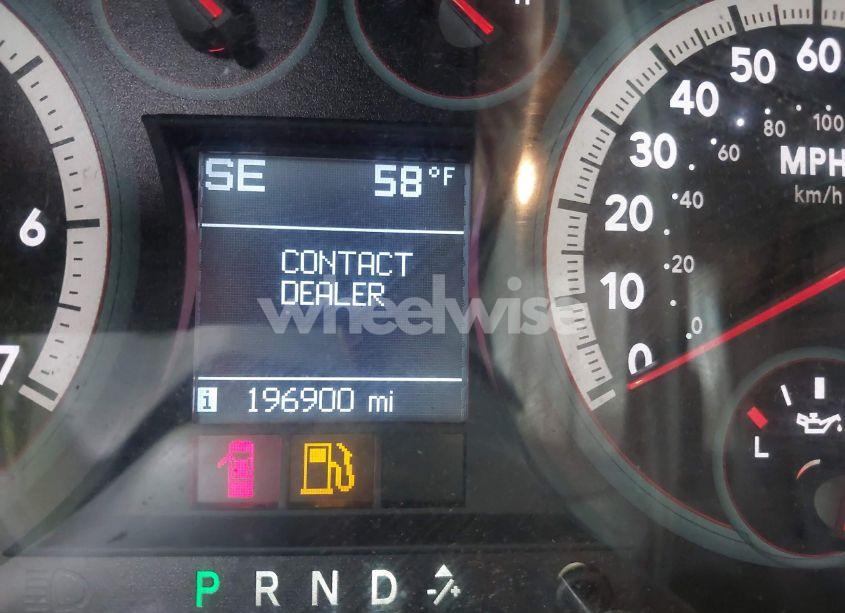 SE 58°F
CONTACT
DEALER
196900 mi
P R N D -/+
6
7
0
10
20
30
40
50
60
0
20
40
60
80
100
MPH
km/h
L
H
wheelwise